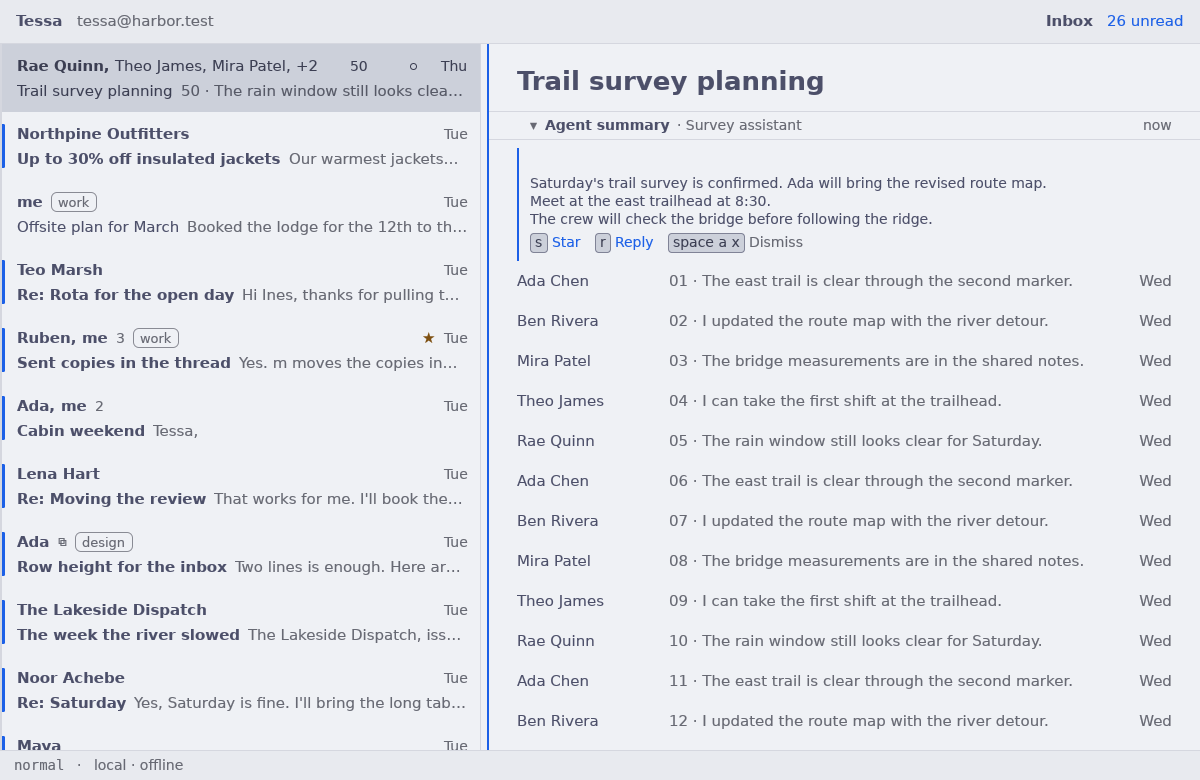 Tessa tessa@harbor.test
Inbox 26 unread
Rae Quinn, Theo James, Mira Patel, +2 50 Thu
Trail survey planning 50 · The rain window still looks clea…
Northpine Outfitters Tue
Up to 30% off insulated jackets Our warmest jackets…
me work Tue
Offsite plan for March Booked the lodge for the 12th to th…
Teo Marsh Tue
Re: Rota for the open day Hi Ines, thanks for pulling t…
Ruben, me 3 work ★ Tue
Sent copies in the thread Yes. m moves the copies in…
Ada, me 2 Tue
Cabin weekend Tessa,
Lena Hart Tue
Re: Moving the review That works for me. I'll book the…
Ada design Tue
Row height for the inbox Two lines is enough. Here ar…
The Lakeside Dispatch Tue
The week the river slowed The Lakeside Dispatch, iss…
Noor Achebe Tue
Re: Saturday Yes, Saturday is fine. I'll bring the long tab…
Maya Tue
Trail survey planning
▾ Agent summary · Survey assistant now
Saturday's trail survey is confirmed. Ada will bring the revised route map.
Meet at the east trailhead at 8:30.
The crew will check the bridge before following the ridge.
s Star r Reply space a x Dismiss
Ada Chen 01 · The east trail is clear through the second marker. Wed
Ben Rivera 02 · I updated the route map with the river detour. Wed
Mira Patel 03 · The bridge measurements are in the shared notes. Wed
Theo James 04 · I can take the first shift at the trailhead. Wed
Rae Quinn 05 · The rain window still looks clear for Saturday. Wed
Ada Chen 06 · The east trail is clear through the second marker. Wed
Ben Rivera 07 · I updated the route map with the river detour. Wed
Mira Patel 08 · The bridge measurements are in the shared notes. Wed
Theo James 09 · I can take the first shift at the trailhead. Wed
Rae Quinn 10 · The rain window still looks clear for Saturday. Wed
Ada Chen 11 · The east trail is clear through the second marker. Wed
Ben Rivera 12 · I updated the route map with the river detour. Wed
normal · local · offline